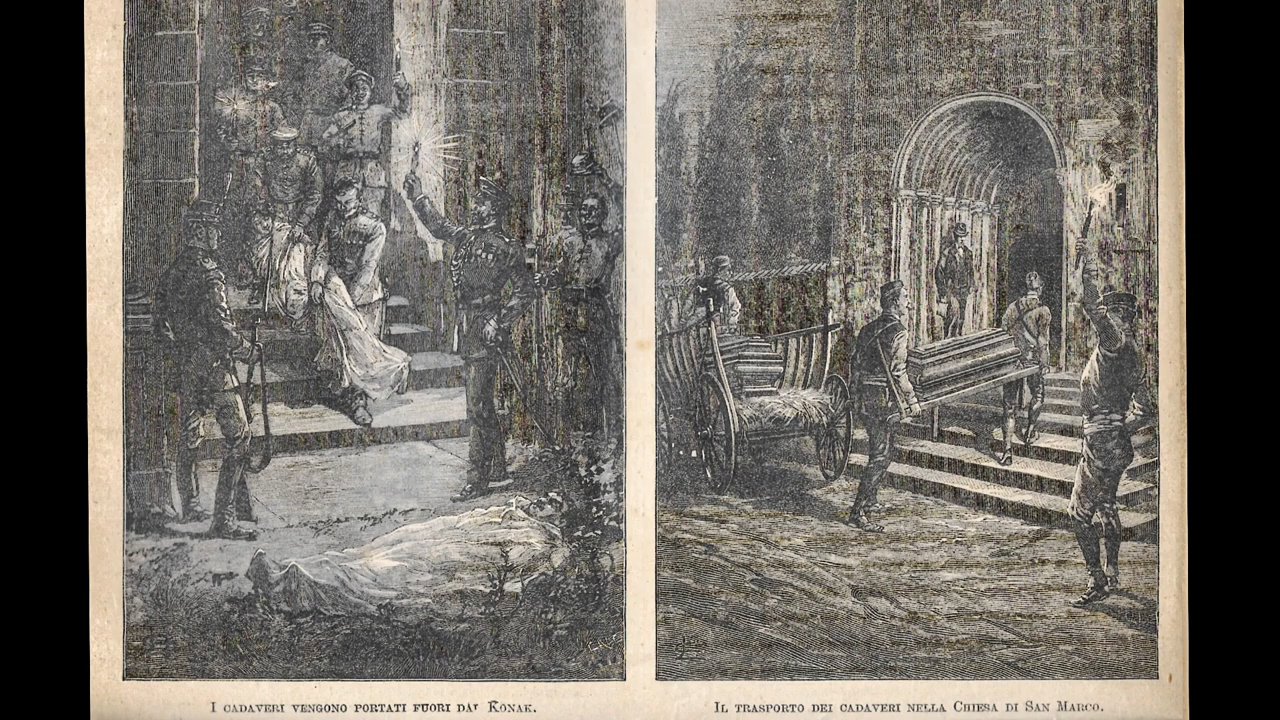 I CADAVERI VENGONO PORTATI FUORI DAL KONAK.
IL TRASPORTO DEI CADAVERI NELLA CHIESA DI SAN MARCO.